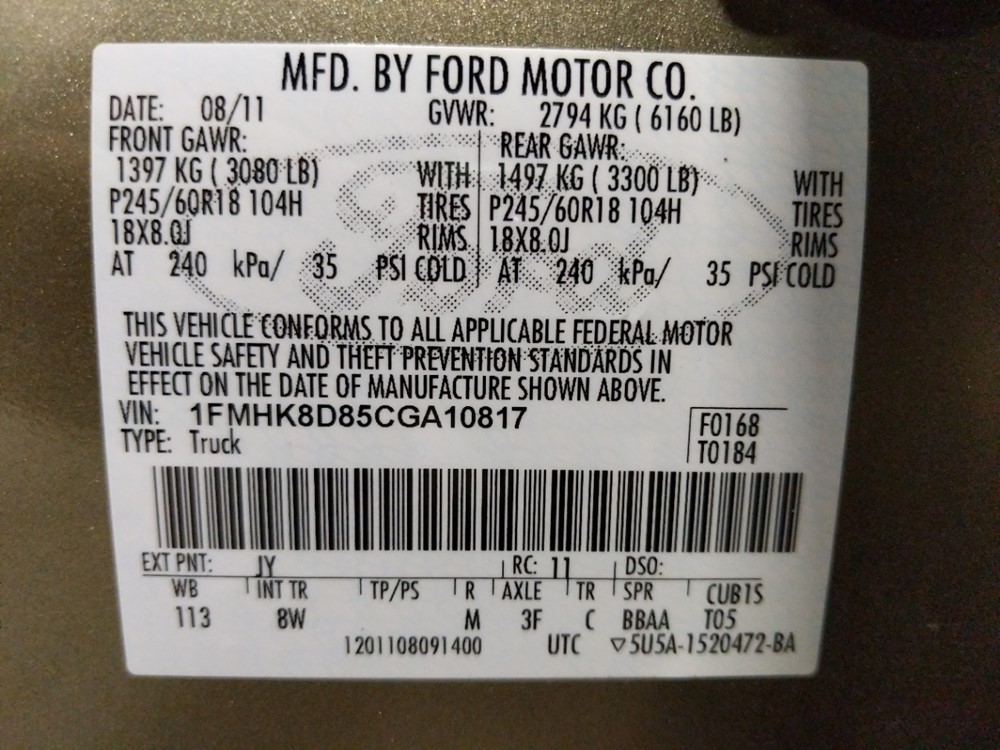 MFD. BY FORD MOTOR CO.
DATE: 08/11 GVWR: 2794 KG ( 6160 LB)
FRONT GAWR: REAR GAWR:
1397 KG ( 3080 LB) WITH 1497 KG ( 3300 LB) WITH
P245/60R18 104H TIRES P245/60R18 104H TIRES
18X8.0J RIMS 18X8.0J RIMS
AT 240 kPa/ 35 PSI COLD AT 240 kPa/ 35 PSI COLD
Ford
THIS VEHICLE CONFORMS TO ALL APPLICABLE FEDERAL MOTOR
VEHICLE SAFETY AND THEFT PREVENTION STANDARDS IN
EFFECT ON THE DATE OF MANUFACTURE SHOWN ABOVE.
VIN: 1FMHK8D85CGA10817 F0168
TYPE: Truck T0184
EXT PNT: JY RC: 11 DSO:
WB INT TR TP/PS R AXLE TR SPR CUB1S
113 8W M 3F C BBAA T05
1201108091400 UTC ▽5U5A-1520472-BA